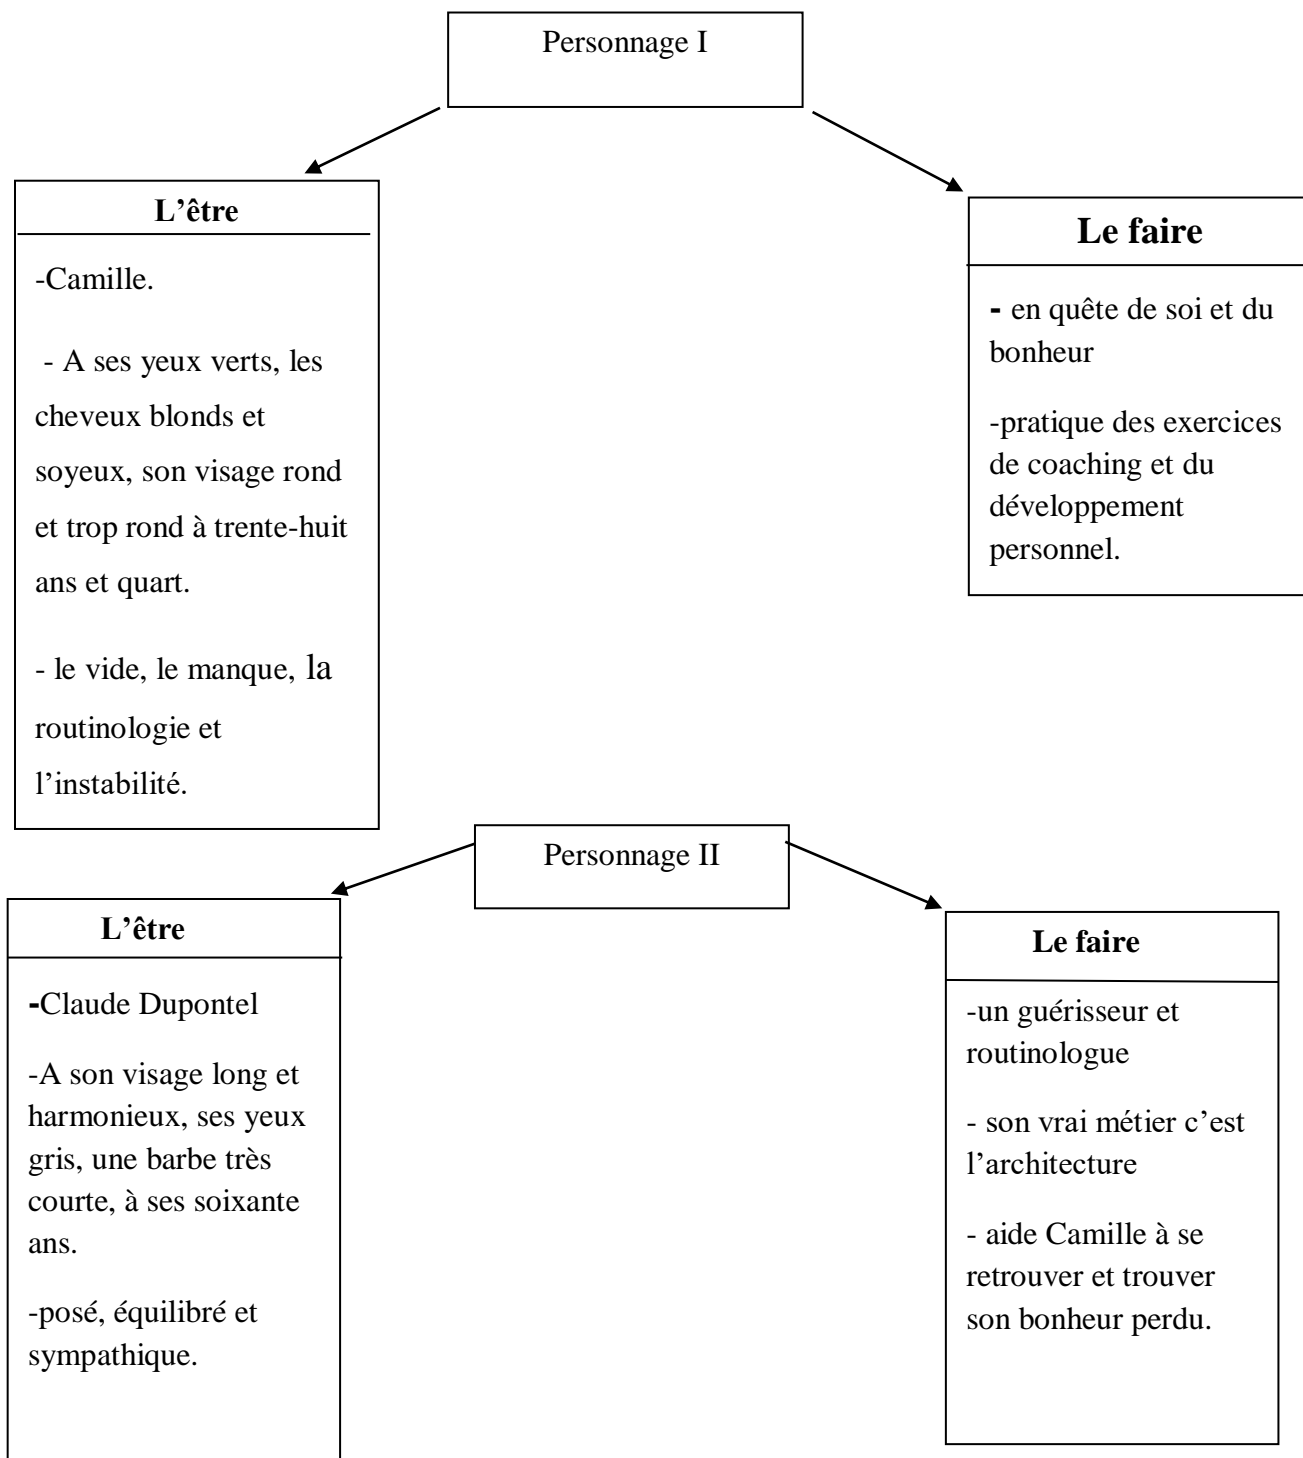 Personnage I
L’être
-Camille.
- A ses yeux verts, les
cheveux blonds et
soyeux, son visage rond
et trop rond à trente-huit
ans et quart.
- le vide, le manque, la
routinologie et
l’instabilité.
Le faire
- en quête de soi et du
bonheur
-pratique des exercices
de coaching et du
développement
personnel.
Personnage II
L’être
-Claude Dupontel
-A son visage long et
harmonieux, ses yeux
gris, une barbe très
courte, à ses soixante
ans.
-posé, équilibré et
sympathique.
Le faire
-un guérisseur et
routinologue
- son vrai métier c’est
l’architecture
- aide Camille à se
retrouver et trouver
son bonheur perdu.